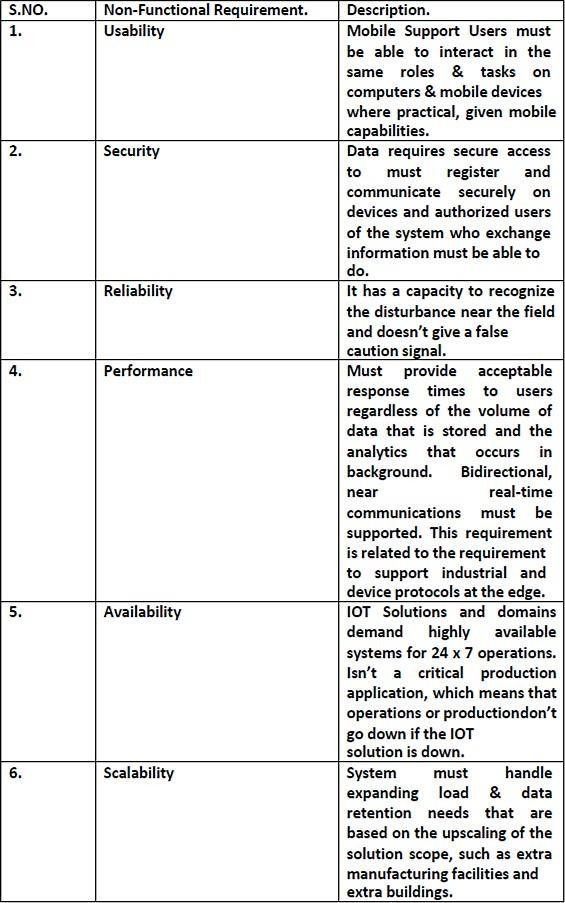 S.NO. Non-Functional Requirement. Description.
1. Usability Mobile Support Users must
be able to interact in the
same roles & tasks on
computers & mobile devices
where practical, given mobile
capabilities.
2. Security Data requires secure access
to must register and
communicate securely on
devices and authorized users
of the system who exchange
information must be able to
do.
3. Reliability It has a capacity to recognize
the disturbance near the field
and doesn’t give a false
caution signal.
4. Performance Must provide acceptable
response times to users
regardless of the volume of
data that is stored and the
analytics that occurs in
background. Bidirectional,
near real-time
communications must be
supported. This requirement
is related to the requirement
to support industrial and
device protocols at the edge.
5. Availability IOT Solutions and domains
demand highly available
systems for 24 x 7 operations.
Isn’t a critical production
application, which means that
operations or productiondon’t
go down if the IOT
solution is down.
6. Scalability System must handle
expanding load & data
retention needs that are
based on the upscaling of the
solution scope, such as extra
manufacturing facilities and
extra buildings.